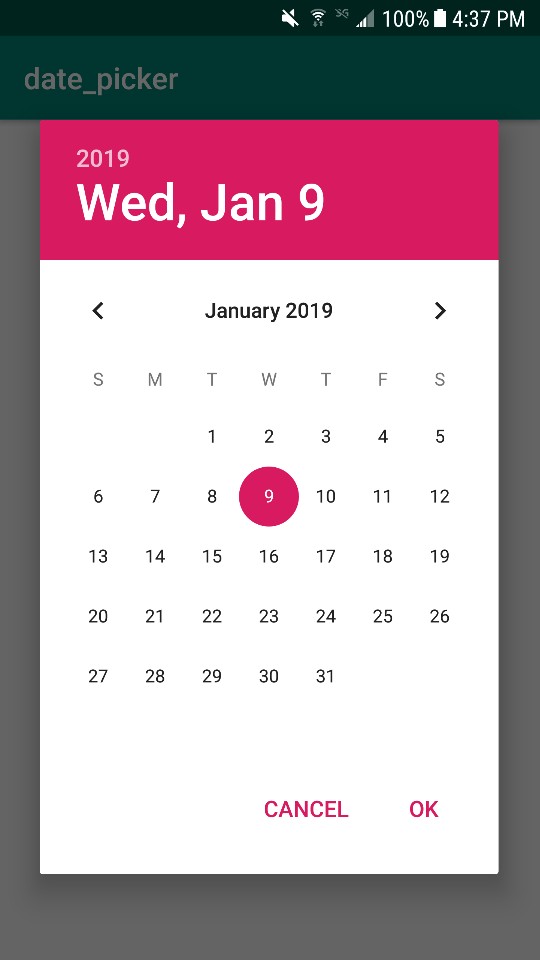 100% 4:37 PM
date_picker
2019
Wed, Jan 9
January 2019
S M T W T F S
1 2 3 4 5
6 7 8 9 10 11 12
13 14 15 16 17 18 19
20 21 22 23 24 25 26
27 28 29 30 31
CANCEL OK